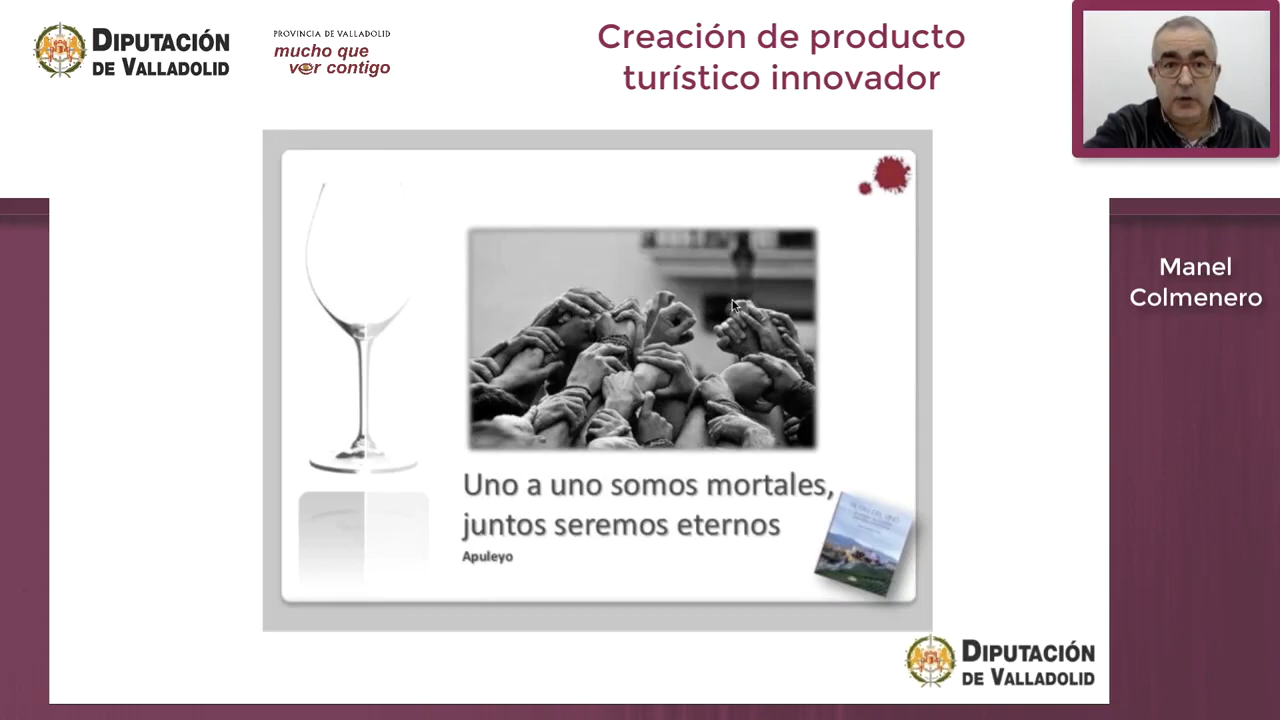 DIPUTACIÓN
DE VALLADOLID
PROVINCIA DE VALLADOLID
mucho que
ver contigo
Creación de producto
turístico innovador
Manel
Colmenero
Uno a uno somos mortales,
juntos seremos eternos
Apuleyo
DIPUTACIÓN
DE VALLADOLID